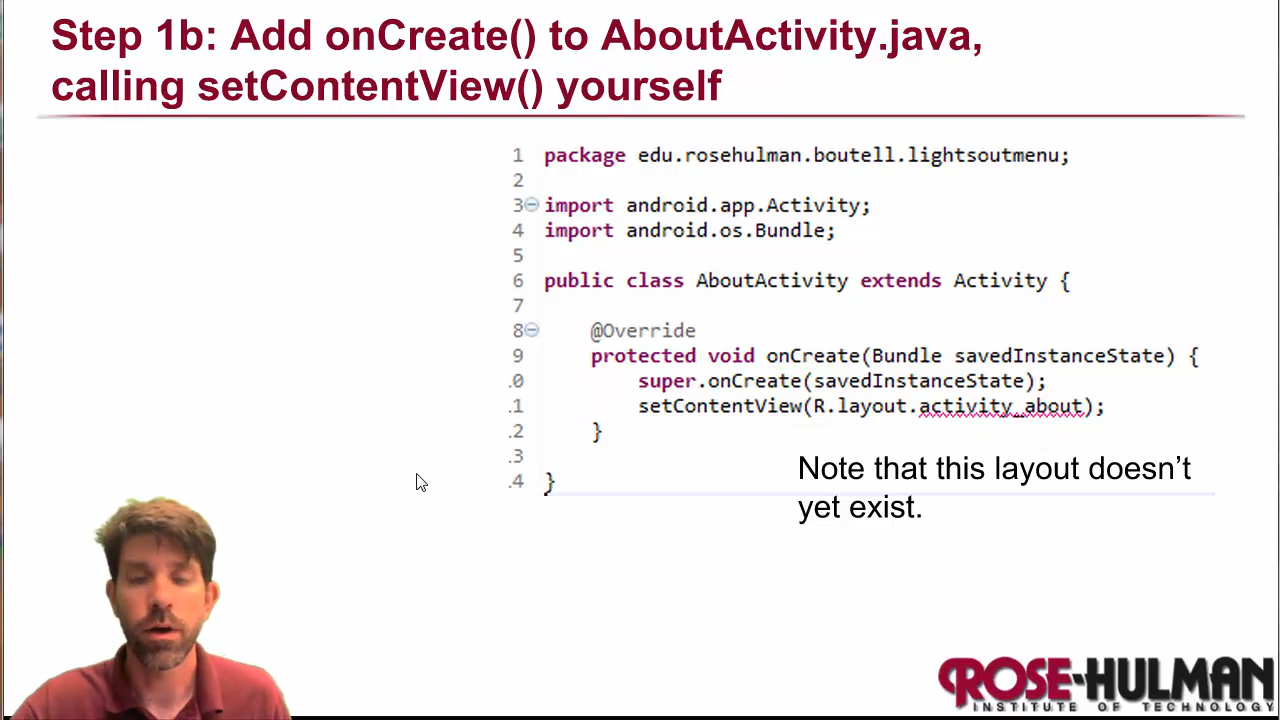 Step 1b: Add onCreate() to AboutActivity.java,
calling setContentView() yourself
1 package edu.rosehulman.boutell.lightsoutmenu;
2
3 import android.app.Activity;
4 import android.os.Bundle;
5
6 public class AboutActivity extends Activity {
7
8 @Override
9 protected void onCreate(Bundle savedInstanceState) {
.0 super.onCreate(savedInstanceState);
.1 setContentView(R.layout.activity_about);
.2 }
.3
.4 }
Note that this layout doesn’t
yet exist.
ROSE-HULMAN
INSTITUTE OF TECHNOLOGY